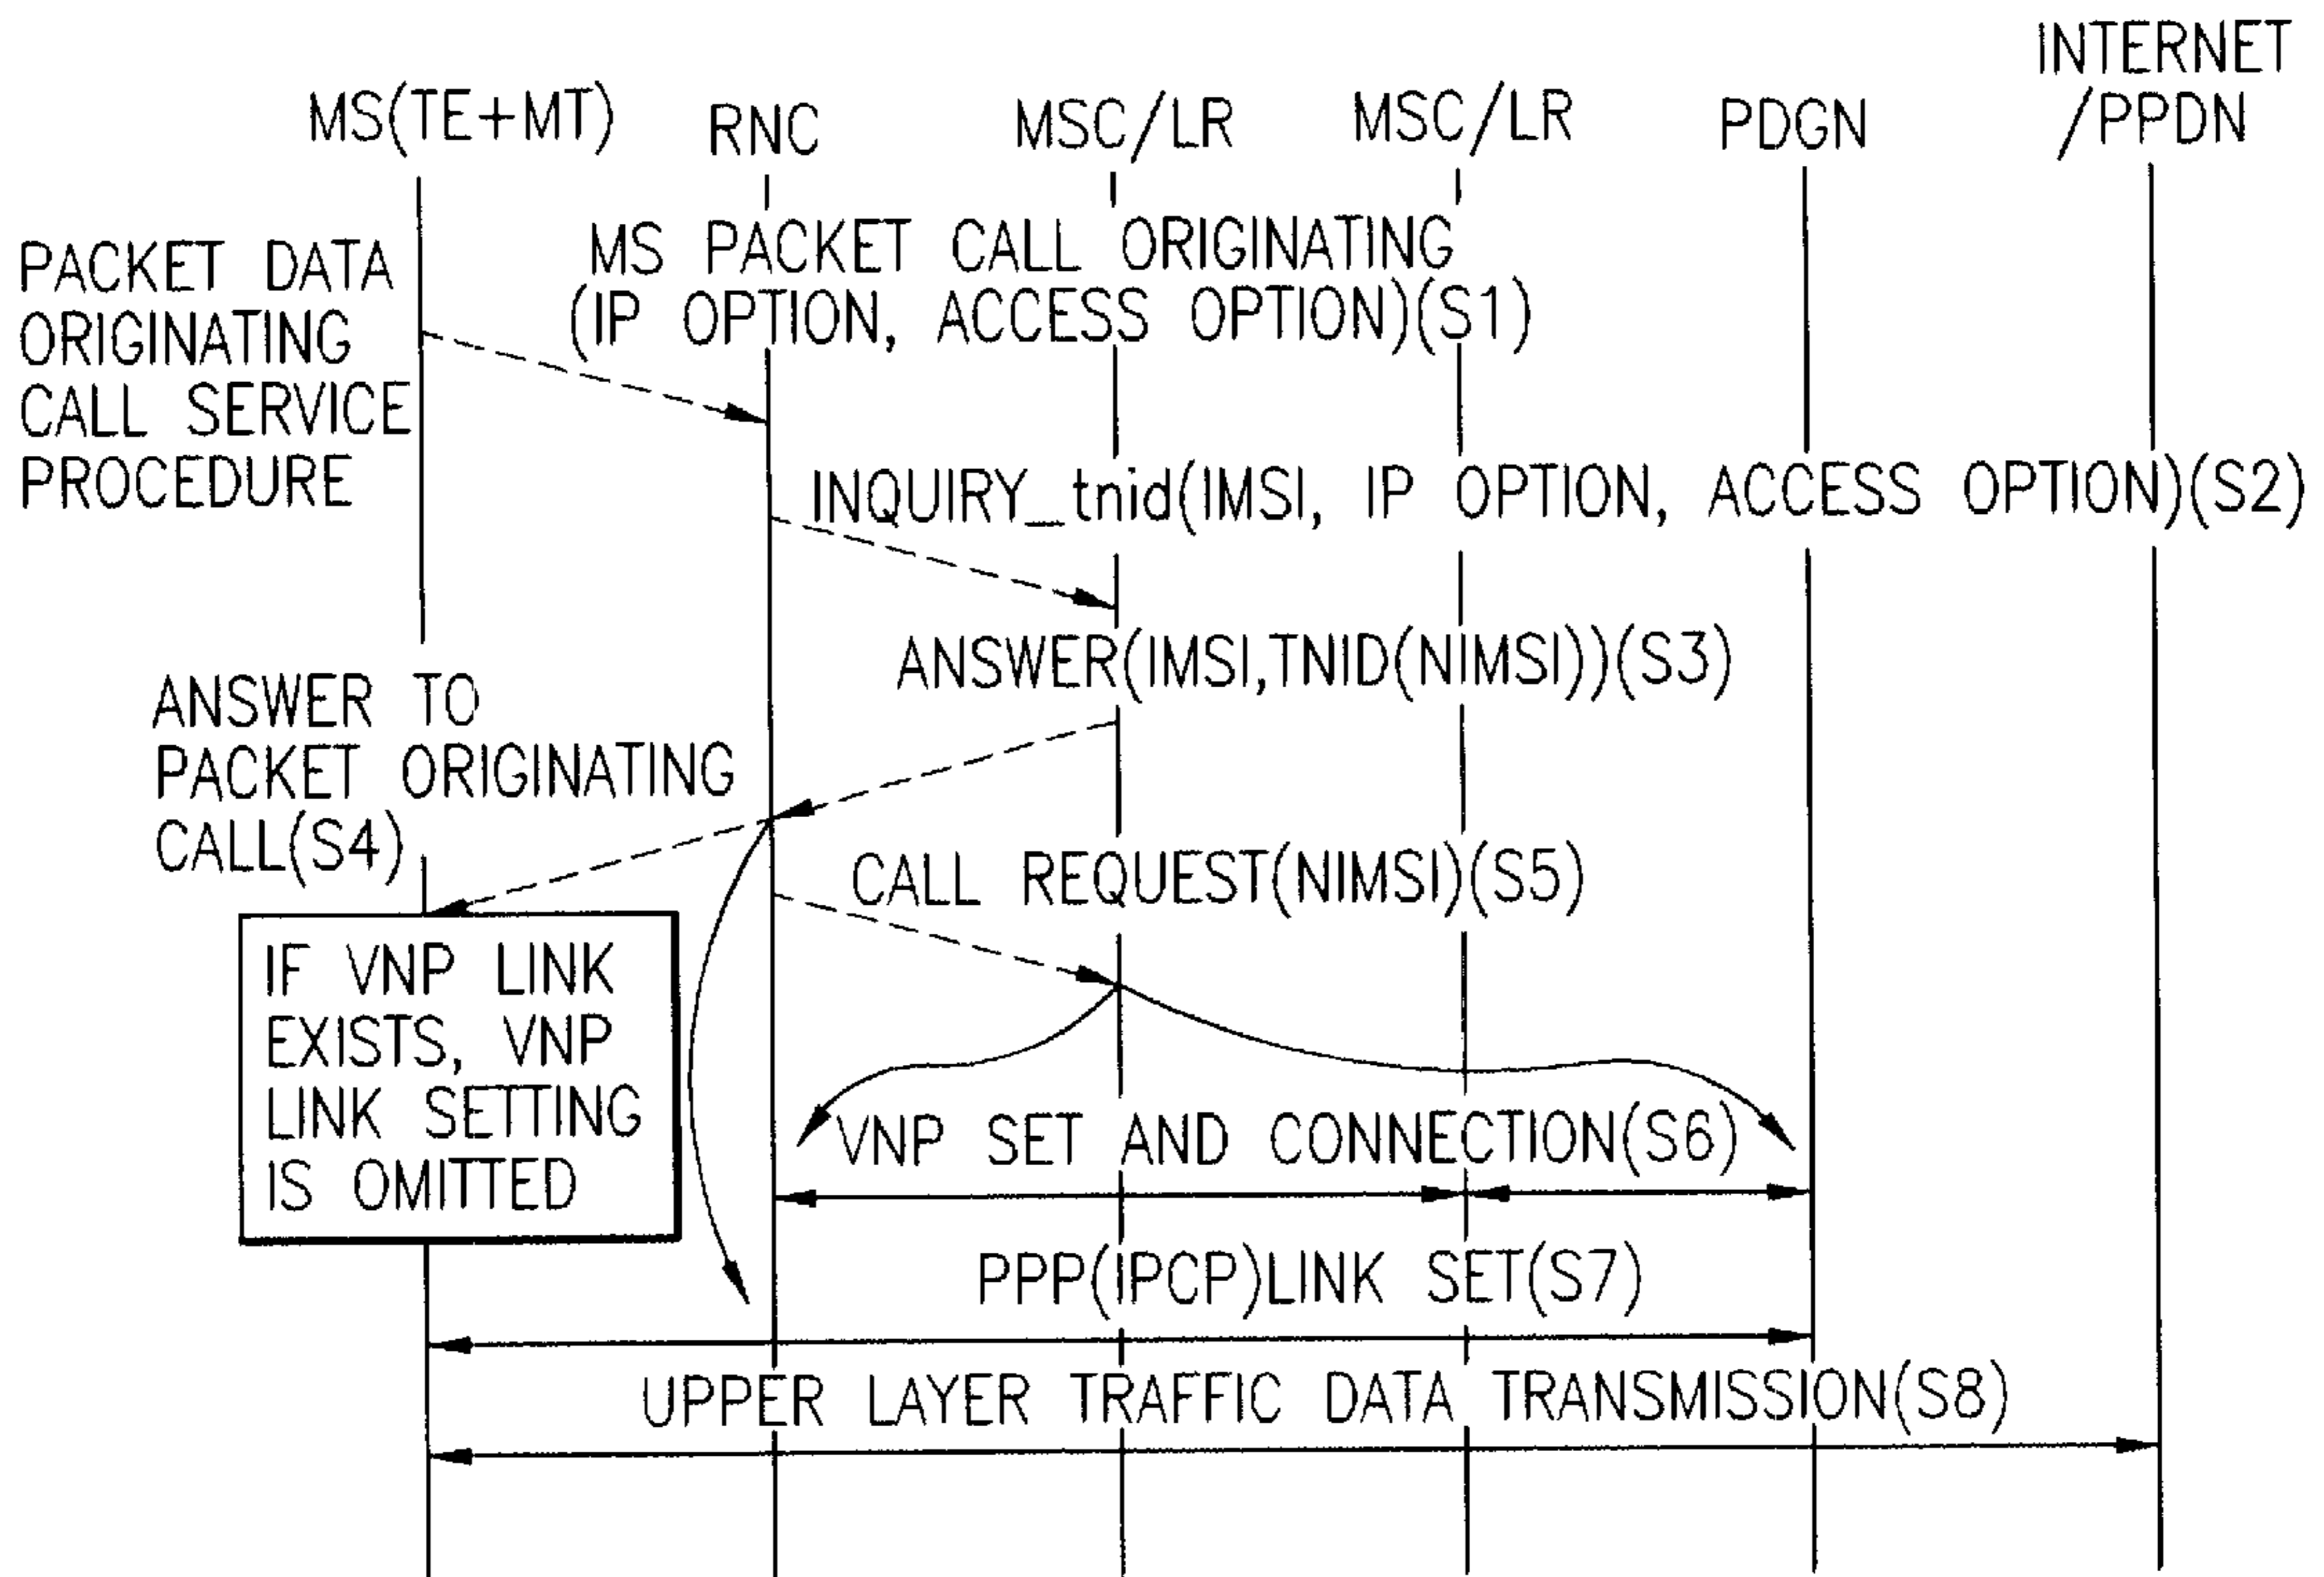 INTERNET
/PPDN
MS(TE+MT)
RNC
MSC/LR
MSC/LR
PDGN
PACKET DATA
ORIGINATING
CALL SERVICE
PROCEDURE
MS PACKET CALL ORIGINATING
(IP OPTION, ACCESS OPTION)(S1)
INQUIRY_tnid(IMSI, IP OPTION, ACCESS OPTION)(S2)
ANSWER(IMSI,TNID(NIMSI))(S3)
ANSWER TO
PACKET ORIGINATING
CALL(S4)
CALL REQUEST(NIMSI)(S5)
IF VNP LINK
EXISTS, VNP
LINK SETTING
IS OMITTED
VNP SET AND CONNECTION(S6)
PPP(IPCP)LINK SET(S7)
UPPER LAYER TRAFFIC DATA TRANSMISSION(S8)